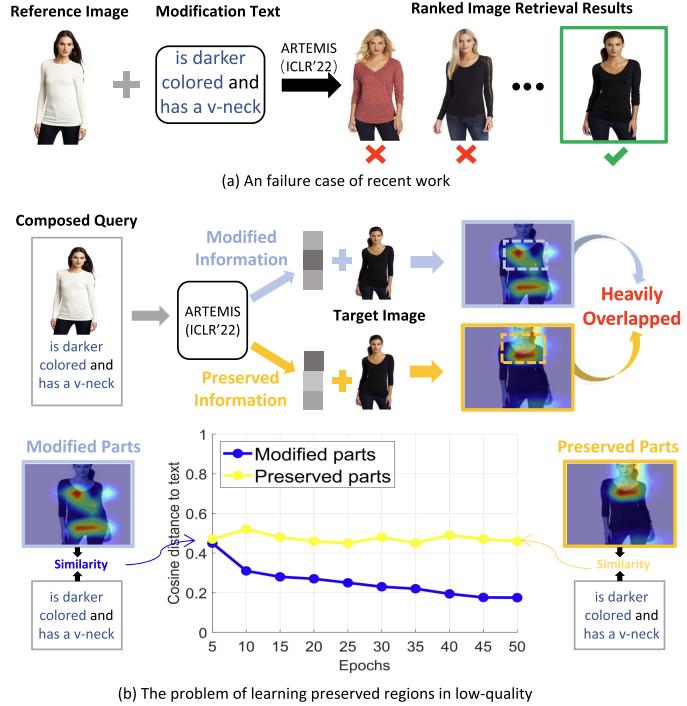 Reference Image
Modification Text
Ranked Image Retrieval Results
is darker
colored and
has a v-neck
ARTEMIS
(ICLR'22)
(a) An failure case of recent work
Composed Query
is darker
colored and
has a v-neck
ARTEMIS
(ICLR'22)
Modified
Information
Target Image
Preserved
Information
Heavily
Overlapped
Modified Parts
Similarity
is darker
colored and
has a v-neck
Cosine distance to text
1
0.8
0.6
0.4
0.2
0
Modified parts
Preserved parts
5
10
15
20
25
30
35
40
45
50
Epochs
Preserved Parts
Similarity
is darker
colored and
has a v-neck
(b) The problem of learning preserved regions in low-quality